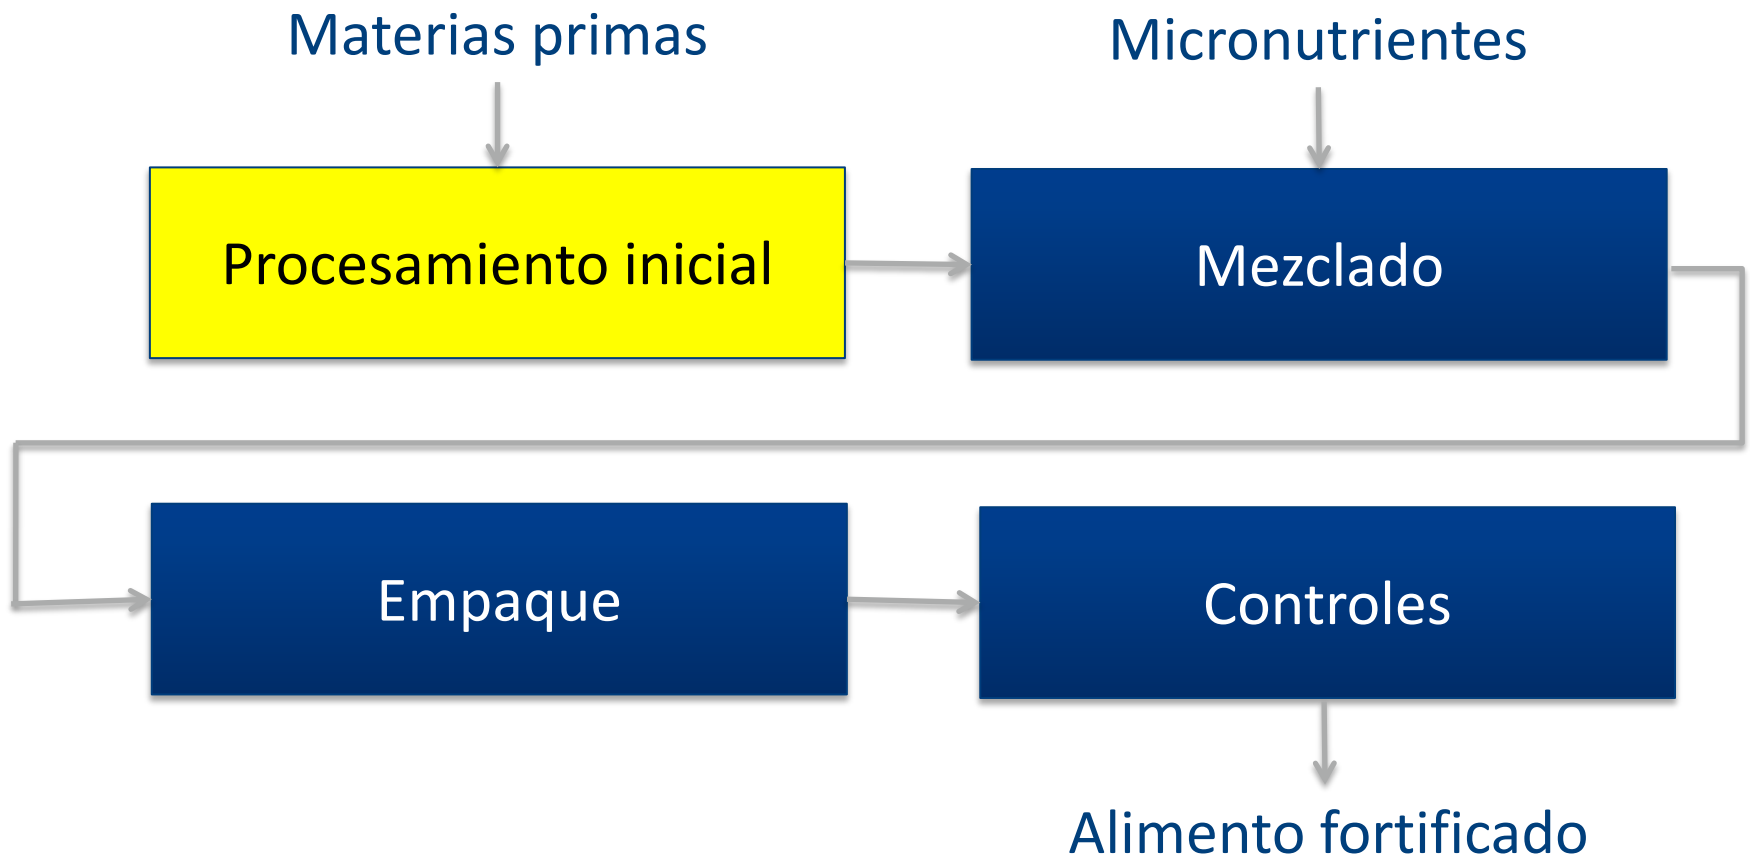 Materias primas
Micronutrientes
Procesamiento inicial
Mezclado
Empaque
Controles
Alimento fortificado